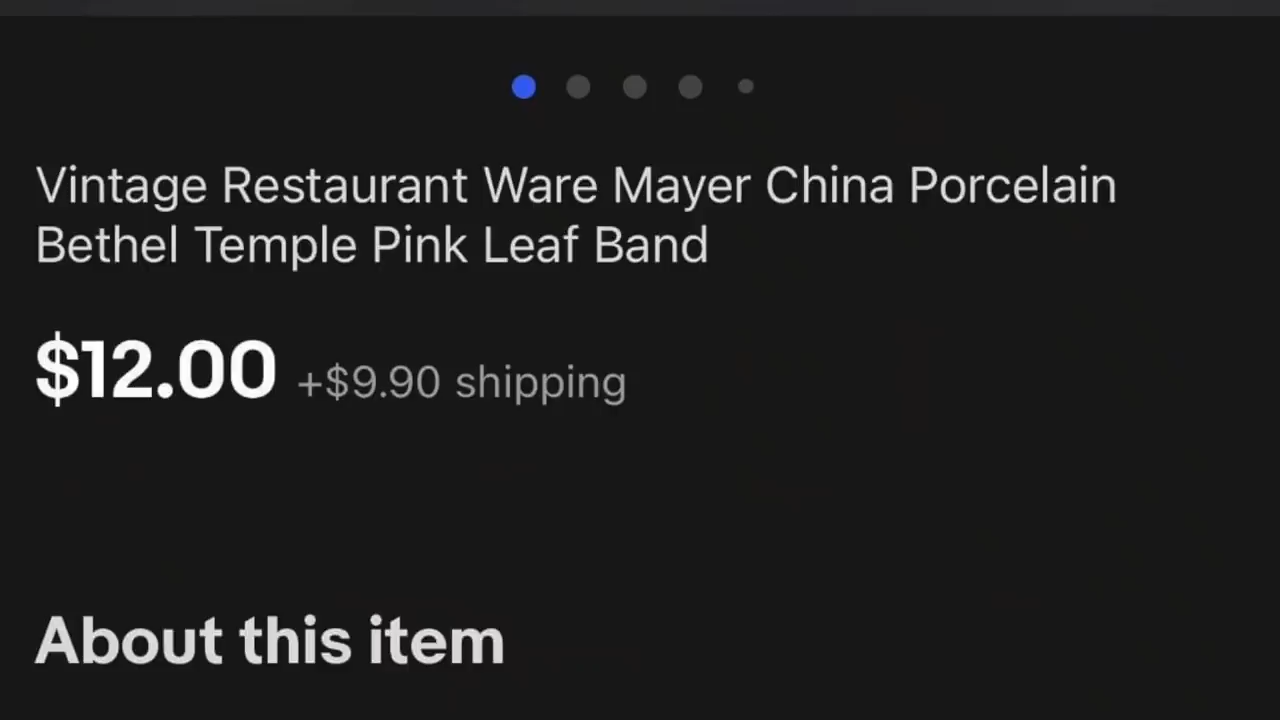 Vintage Restaurant Ware Mayer China Porcelain
Bethel Temple Pink Leaf Band
$12.00 +$9.90 shipping
About this item